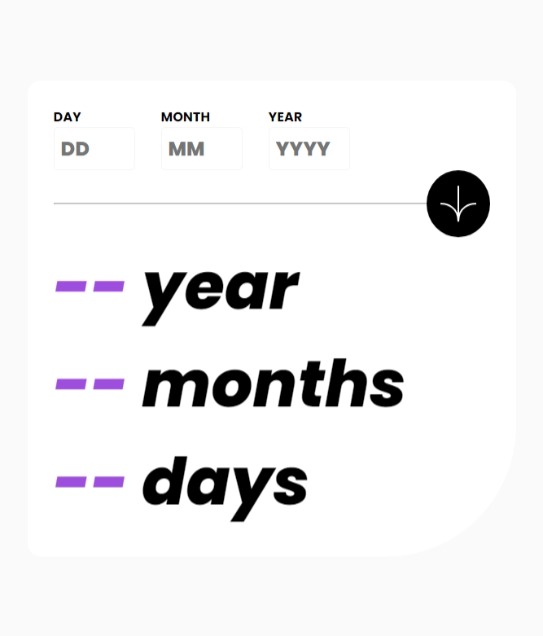 DAY MONTH YEAR
DD MM YYYY
-- year
-- months
-- days